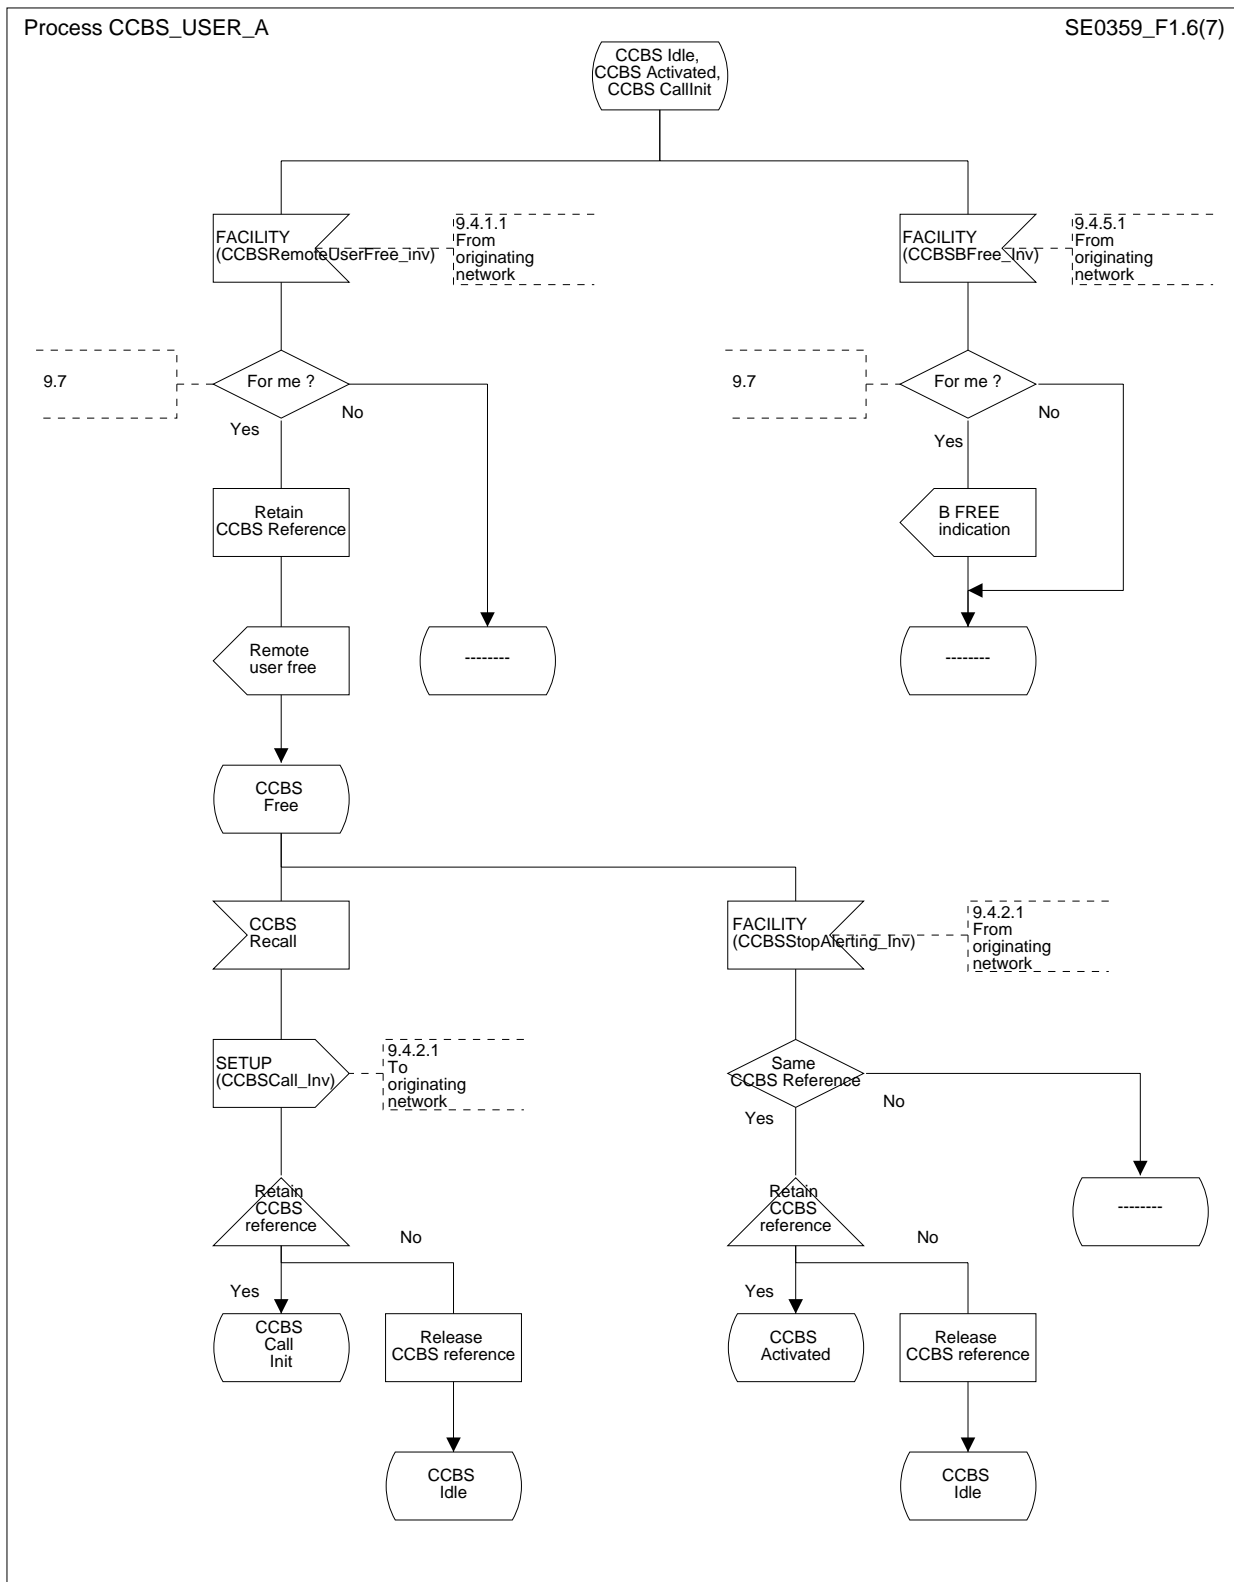 Process CCBS_USER_A
SE0359_F1.6(7)
CCBS Idle,
CCBS Activated,
CCBS CallInit
FACILITY
(CCBSRemoteUserFree_inv)
9.4.1.1
From
originating
network
FACILITY
(CCBSBFree_Inv)
9.4.5.1
From
originating
network
9.7
For me ?
No
Yes
9.7
For me ?
No
Yes
Retain
CCBS Reference
B FREE
indication
Remote
user free
--------
--------
CCBS
Free
CCBS
Recall
FACILITY
(CCBSStopAlerting_Inv)
9.4.2.1
From
originating
network
SETUP
(CCBSCall_Inv)
9.4.2.1
To
originating
network
Same
CCBS Reference
No
Yes
Retain
CCBS
reference
No
Yes
Retain
CCBS
reference
No
Yes
--------
CCBS
Call
Init
Release
CCBS reference
CCBS
Activated
Release
CCBS reference
CCBS
Idle
CCBS
Idle